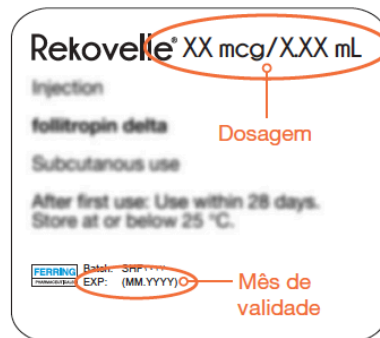 Rekovelle® XX mcg/X.XX mL
Injection
follitropin delta
Dosagem
Subcutanous use
After first use: Use within 28 days.
Store at or below 25 °C.
FERRING
PHARMACEUTICALS
Batch:
EXP: (MM.YYYY)
Mês de
validade